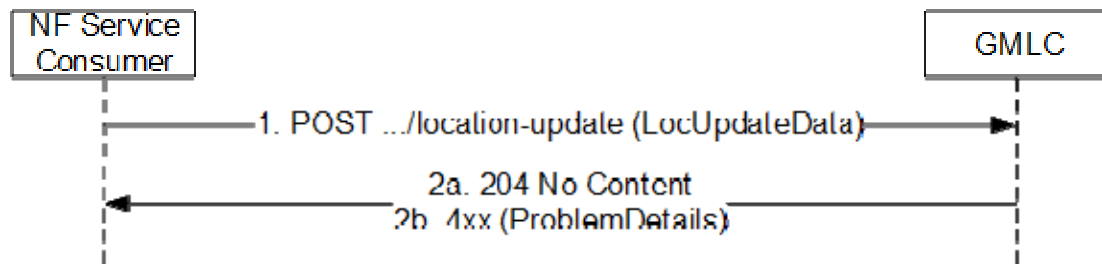 NF Service
Consumer
GMLC
1. POST .../location-update (LocUpdateData)
2a. 204 No Content
2b. 4xx (ProblemDetails)